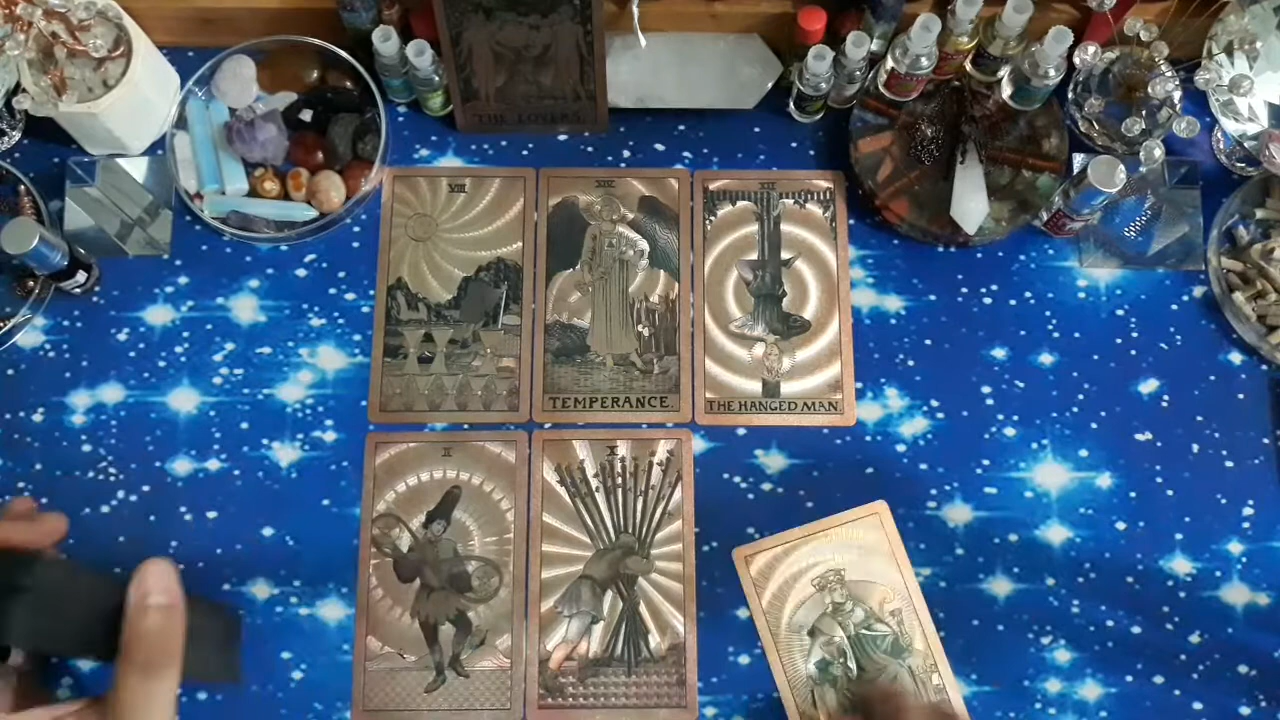 THE LOVERS.
VIII
XIV
XII
TEMPERANCE.
THE HANGED MAN.
II
X